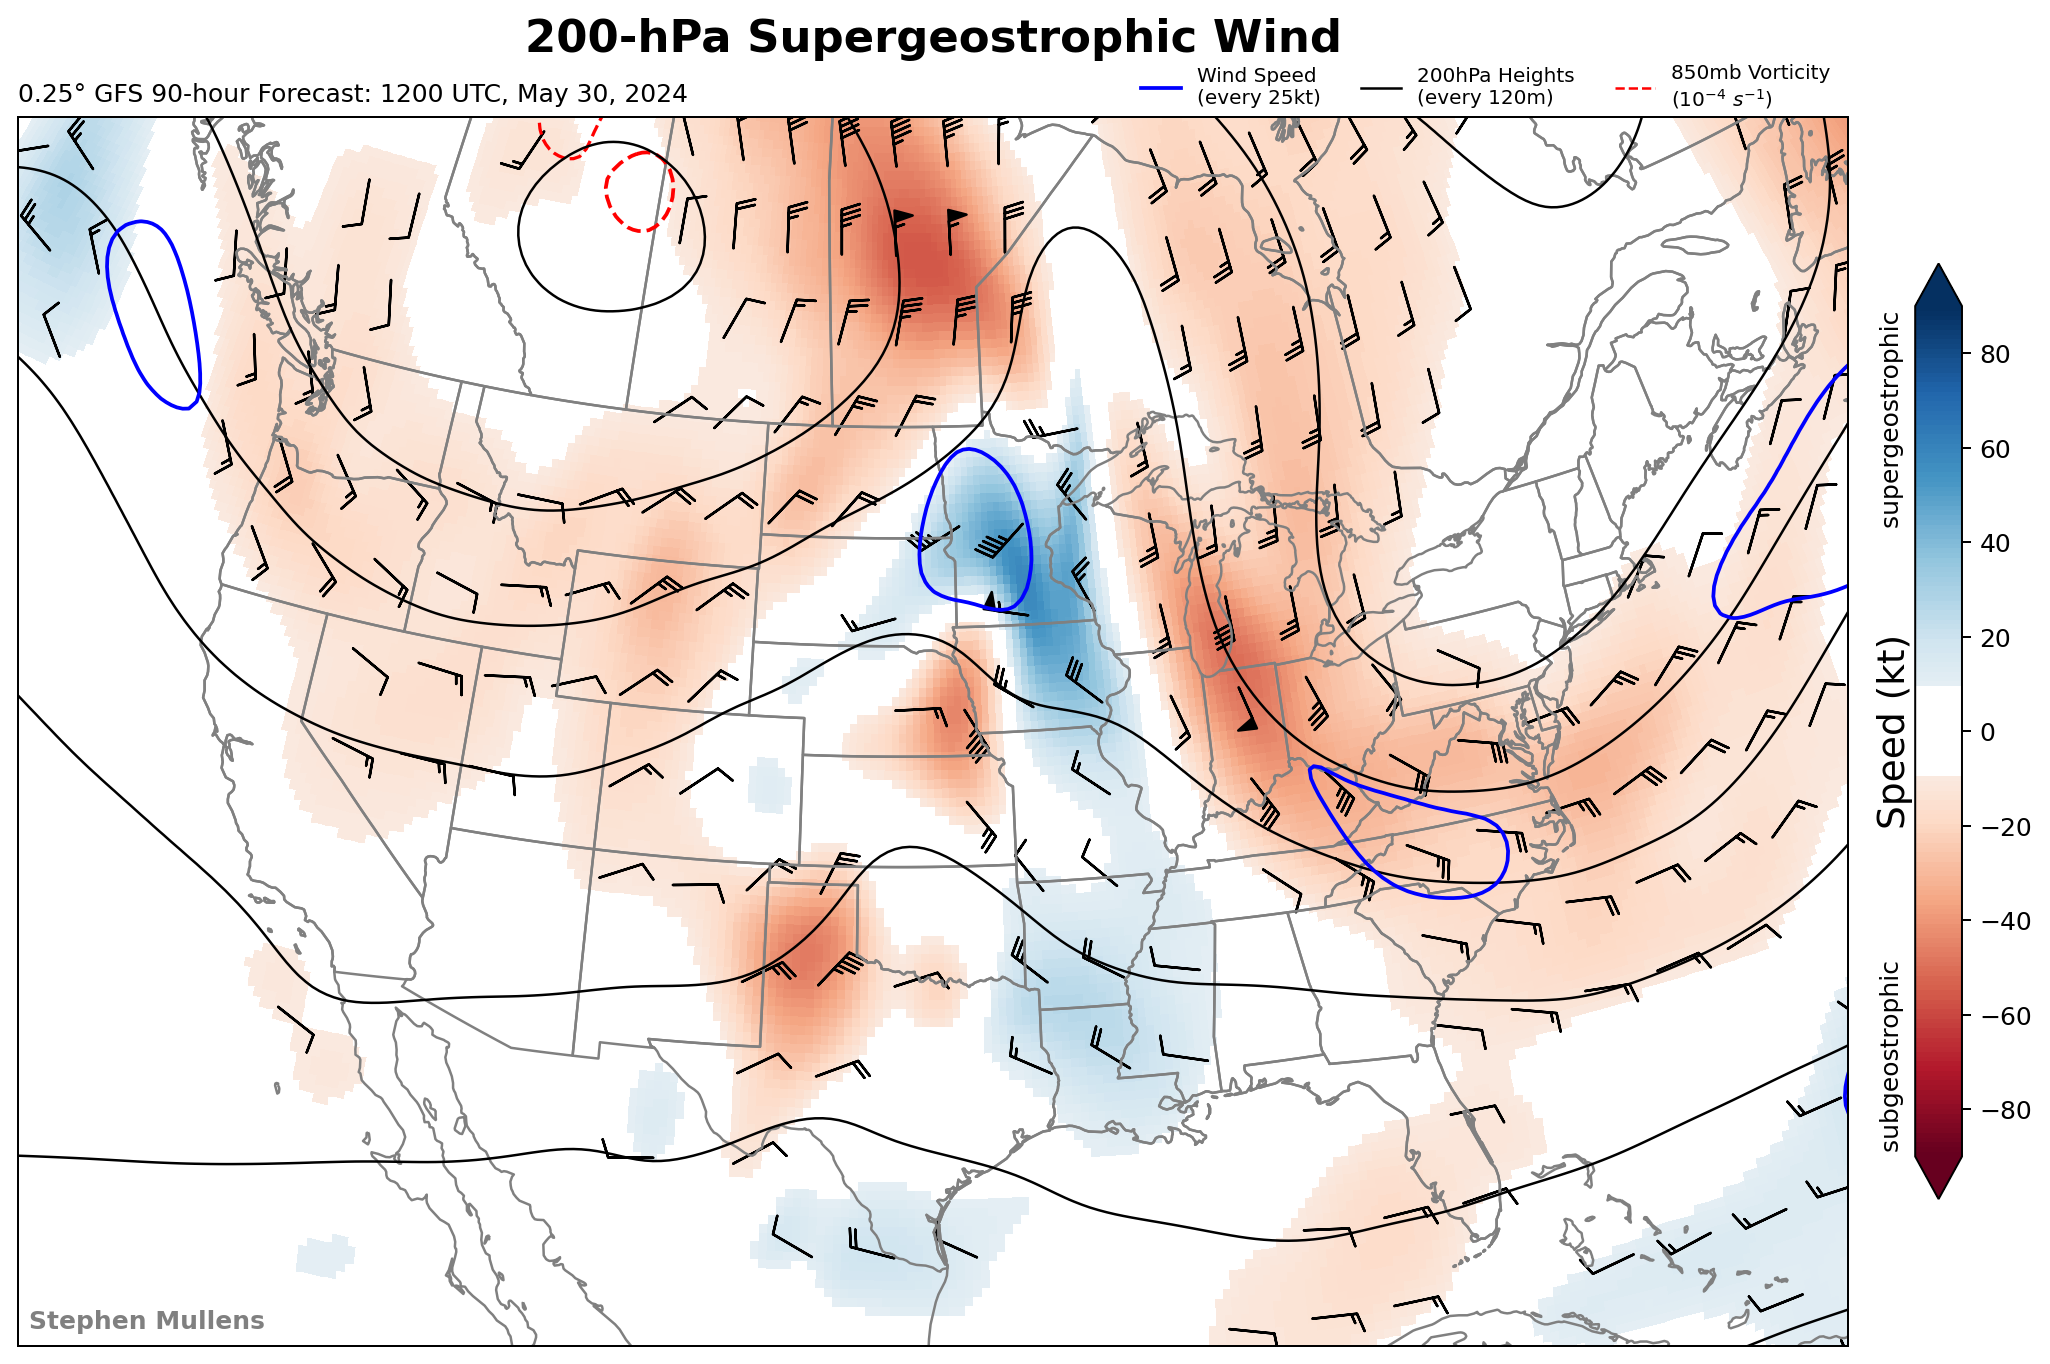 200-hPa Supergeostrophic Wind
0.25° GFS 90-hour Forecast: 1200 UTC, May 30, 2024
Wind Speed
(every 25kt)
200hPa Heights
(every 120m)
850mb Vorticity
(10⁻⁴ s⁻¹)
supergeostrophic
Speed (kt)
subgeostrophic
80
60
40
20
0
−20
−40
−60
−80
Stephen Mullens